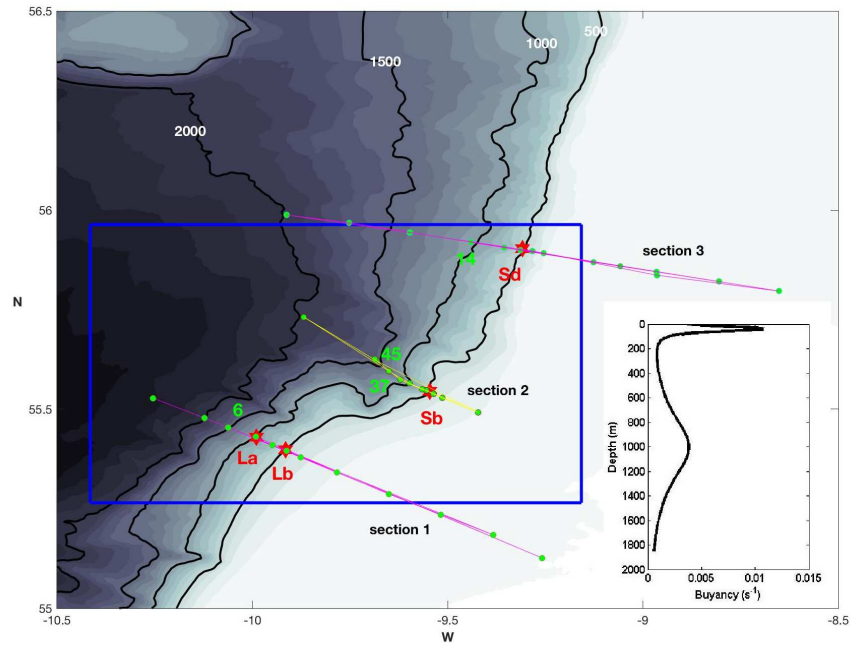 56.5
500
1000
1500
2000
56
section 3
14
Sd
N
0
200
400
600
800
1000
1200
1400
1600
1800
2000
Depth (m)
0 0.005 0.01 0.015
Buyancy (s⁻¹)
45
37
section 2
Sb
55.5
6
La
Lb
section 1
55
-10.5 -10 -9.5 -9 -8.5
W